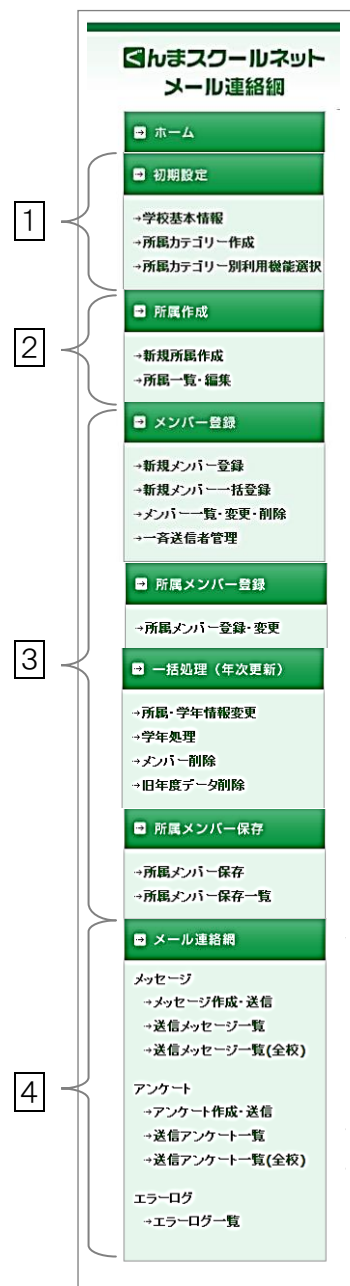 ぐんまスクールネット
メール連絡網
ホーム
1
初期設定
→学校基本情報
→所属カテゴリー作成
→所属カテゴリー別利用機能選択
2
所属作成
→新規所属作成
→所属一覧・編集
3
メンバー登録
→新規メンバー登録
→新規メンバー一括登録
→メンバー一覧・変更・削除
→一斉送信者管理
所属メンバー登録
→所属メンバー登録・変更
一括処理（年次更新）
→所属・学年情報変更
→学年処理
→メンバー削除
→旧年度データ削除
所属メンバー保存
→所属メンバー保存
→所属メンバー保存一覧
4
メール連絡網
メッセージ
→メッセージ作成・送信
→送信メッセージ一覧
→送信メッセージ一覧(全校)
アンケート
→アンケート作成・送信
→送信アンケート一覧
→送信アンケート一覧(全校)
エラーログ
→エラーログ一覧